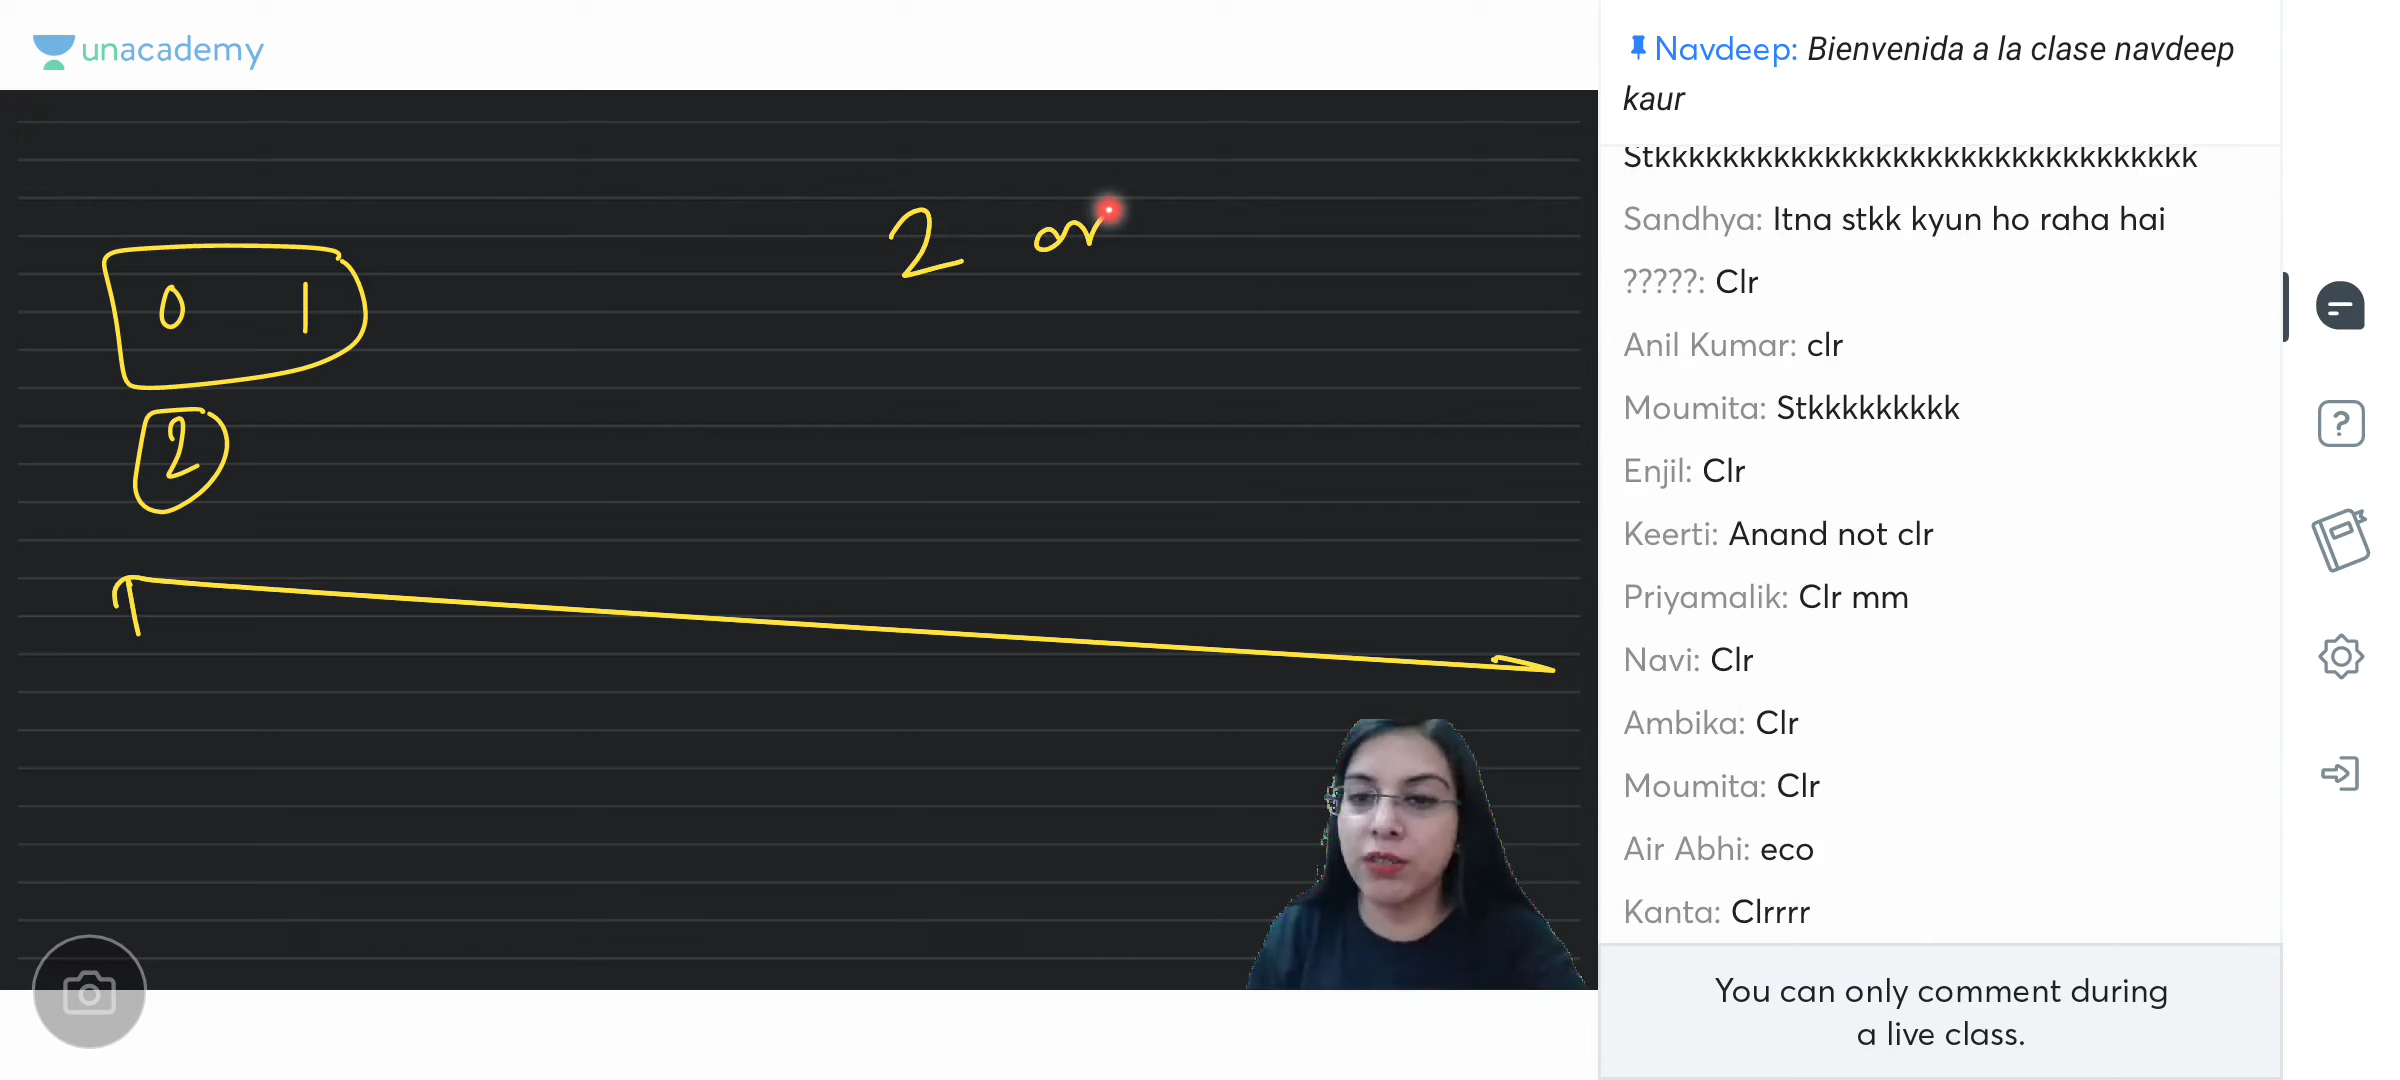 unacademy
2 or
0 1
2
Navdeep: Bienvenida a la clase navdeep
kaur
Stkkkkkkkkkkkkkkkkkkkkkkkkkkkkkkkk
Sandhya: Itna stkk kyun ho raha hai
?????: Clr
Anil Kumar: clr
Moumita: Stkkkkkkkkk
Enjil: Clr
Keerti: Anand not clr
Priyamalik: Clr mm
Navi: Clr
Ambika: Clr
Moumita: Clr
Air Abhi: eco
Kanta: Clrrrr
You can only comment during
a live class.